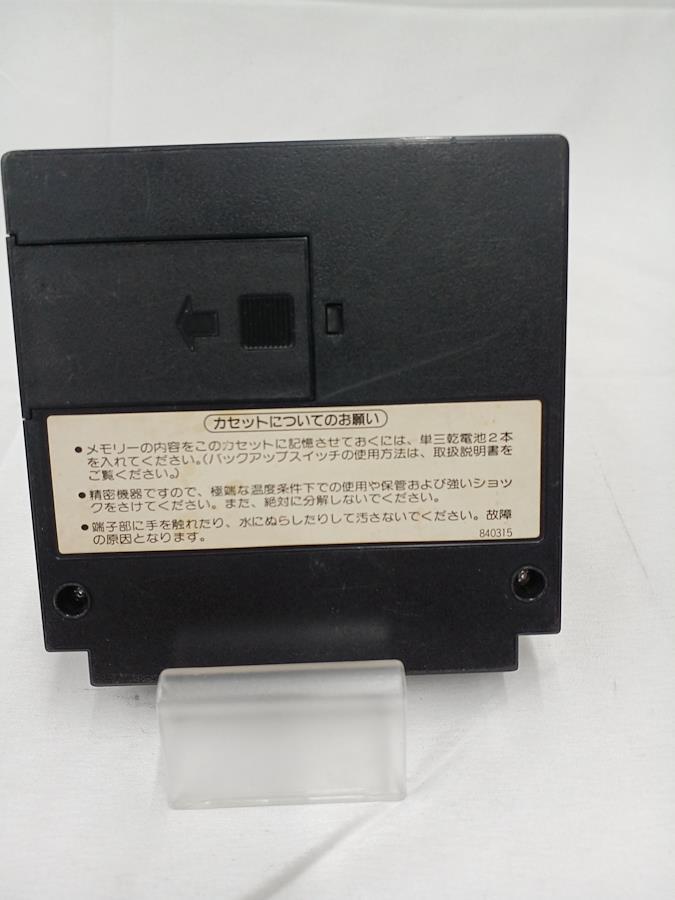 カセットについてのお願い
●メモリーの内容をこのカセットに記憶させておくには、単三乾電池2本
を入れてください。(バックアップスイッチの使用方法は、取扱説明書を
ご覧ください。)
●精密機器ですので、極端な温度条件下での使用や保管および強いショッ
クをさけてください。また、絶対に分解しないでください。
●端子部に手を触れたり、水にぬらしたりして汚さないでください。故障
の原因となります。
840315